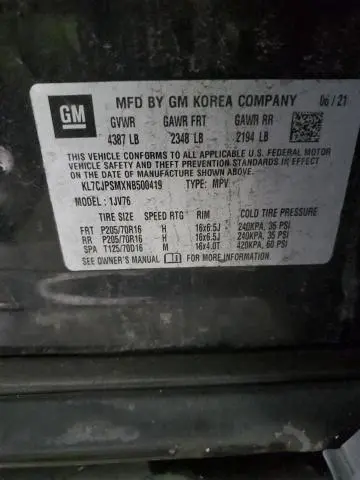 GM
MFD BY GM KOREA COMPANY 06/21
GVWR GAWR FRT GAWR RR
4387 LB 2348 LB 2194 LB
THIS VEHICLE CONFORMS TO ALL APPLICABLE U.S. FEDERAL MOTOR
VEHICLE SAFETY, BUMPER, AND THEFT PREVENTION STANDARDS IN EFFECT
ON THE DATE OF MANUFACTURE SHOWN ABOVE.
KL7CJPSMXNB500419 TYPE: MPV
MODEL: 1JV76
TIRE SIZE SPEED RTG RIM COLD TIRE PRESSURE
FRT P205/70R16 H 16x6.5J 240KPA, 35 PSI
RR P205/70R16 H 16x6.5J 240KPA, 35 PSI
SPA T125/70D16 M 16x4.0T 420KPA, 60 PSI
SEE OWNER'S MANUAL FOR ADDITIONAL INFORMATION